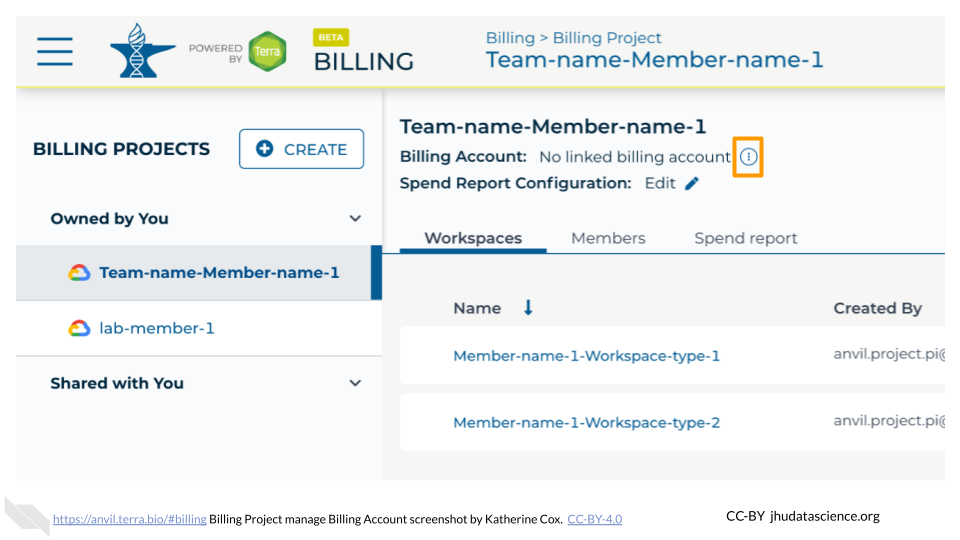 POWERED
BY
Terra
BETA
BILLING
Billing > Billing Project
Team-name-Member-name-1
BILLING PROJECTS
CREATE
Owned by You
Team-name-Member-name-1
lab-member-1
Shared with You
Team-name-Member-name-1
Billing Account: No linked billing account
Spend Report Configuration: Edit
Workspaces Members Spend report
Name Created By
Member-name-1-Workspace-type-1 anvil.project.pi@
Member-name-1-Workspace-type-2 anvil.project.pi@
https://anvil.terra.bio/#billing Billing Project manage Billing Account screenshot by Katherine Cox. CC-BY-4.0
CC-BY jhudatascience.org